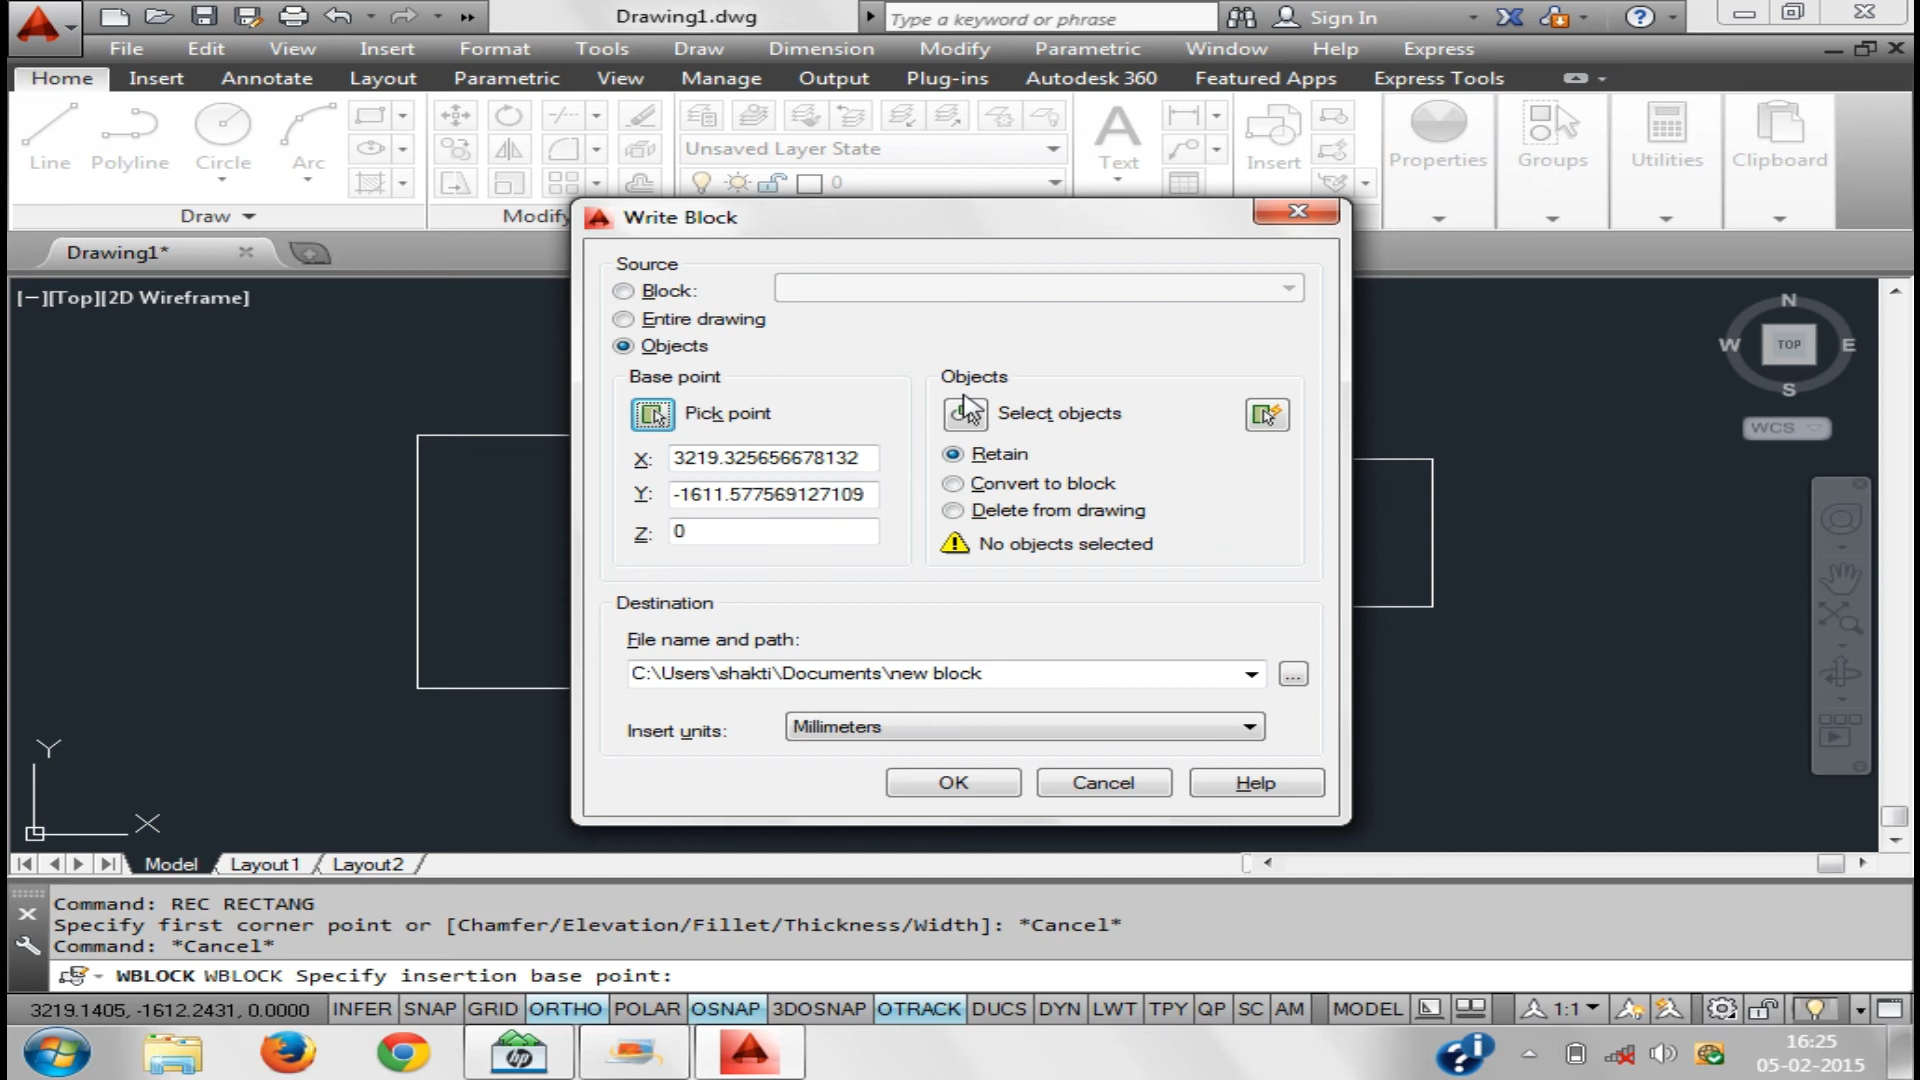 Drawing1.dwg
Type a keyword or phrase
Sign In
File Edit View Insert Format Tools Draw Dimension Modify Parametric Window Help Express
Home Insert Annotate Layout Parametric View Manage Output Plug-ins Autodesk 360 Featured Apps Express Tools
Unsaved Layer State
0
Line Polyline Circle Arc
Text
Insert
Properties Groups Utilities Clipboard
Draw
Modify
Write Block
Drawing1*
[−][Top][2D Wireframe]
Source
Block:
Entire drawing
Objects
Base point
Pick point
X: 3219.325656678132
Y: -1611.577569127109
Z: 0
Objects
Select objects
Retain
Convert to block
Delete from drawing
No objects selected
Destination
File name and path:
C:\Users\shakti\Documents\new block
...
Insert units: Millimeters
OK Cancel Help
N
W TOP E
S
WCS
Y
X
Model Layout1 Layout2
Command: REC RECTANG
Specify first corner point or [Chamfer/Elevation/Fillet/Thickness/Width]: *Cancel*
Command: *Cancel*
WBLOCK WBLOCK Specify insertion base point:
3219.1405, -1612.2431, 0.0000 INFER SNAP GRID ORTHO POLAR OSNAP 3DOSNAP OTRACK DUCS DYN LWT TPY QP SC AM MODEL 1:1
hp
16:25
05-02-2015